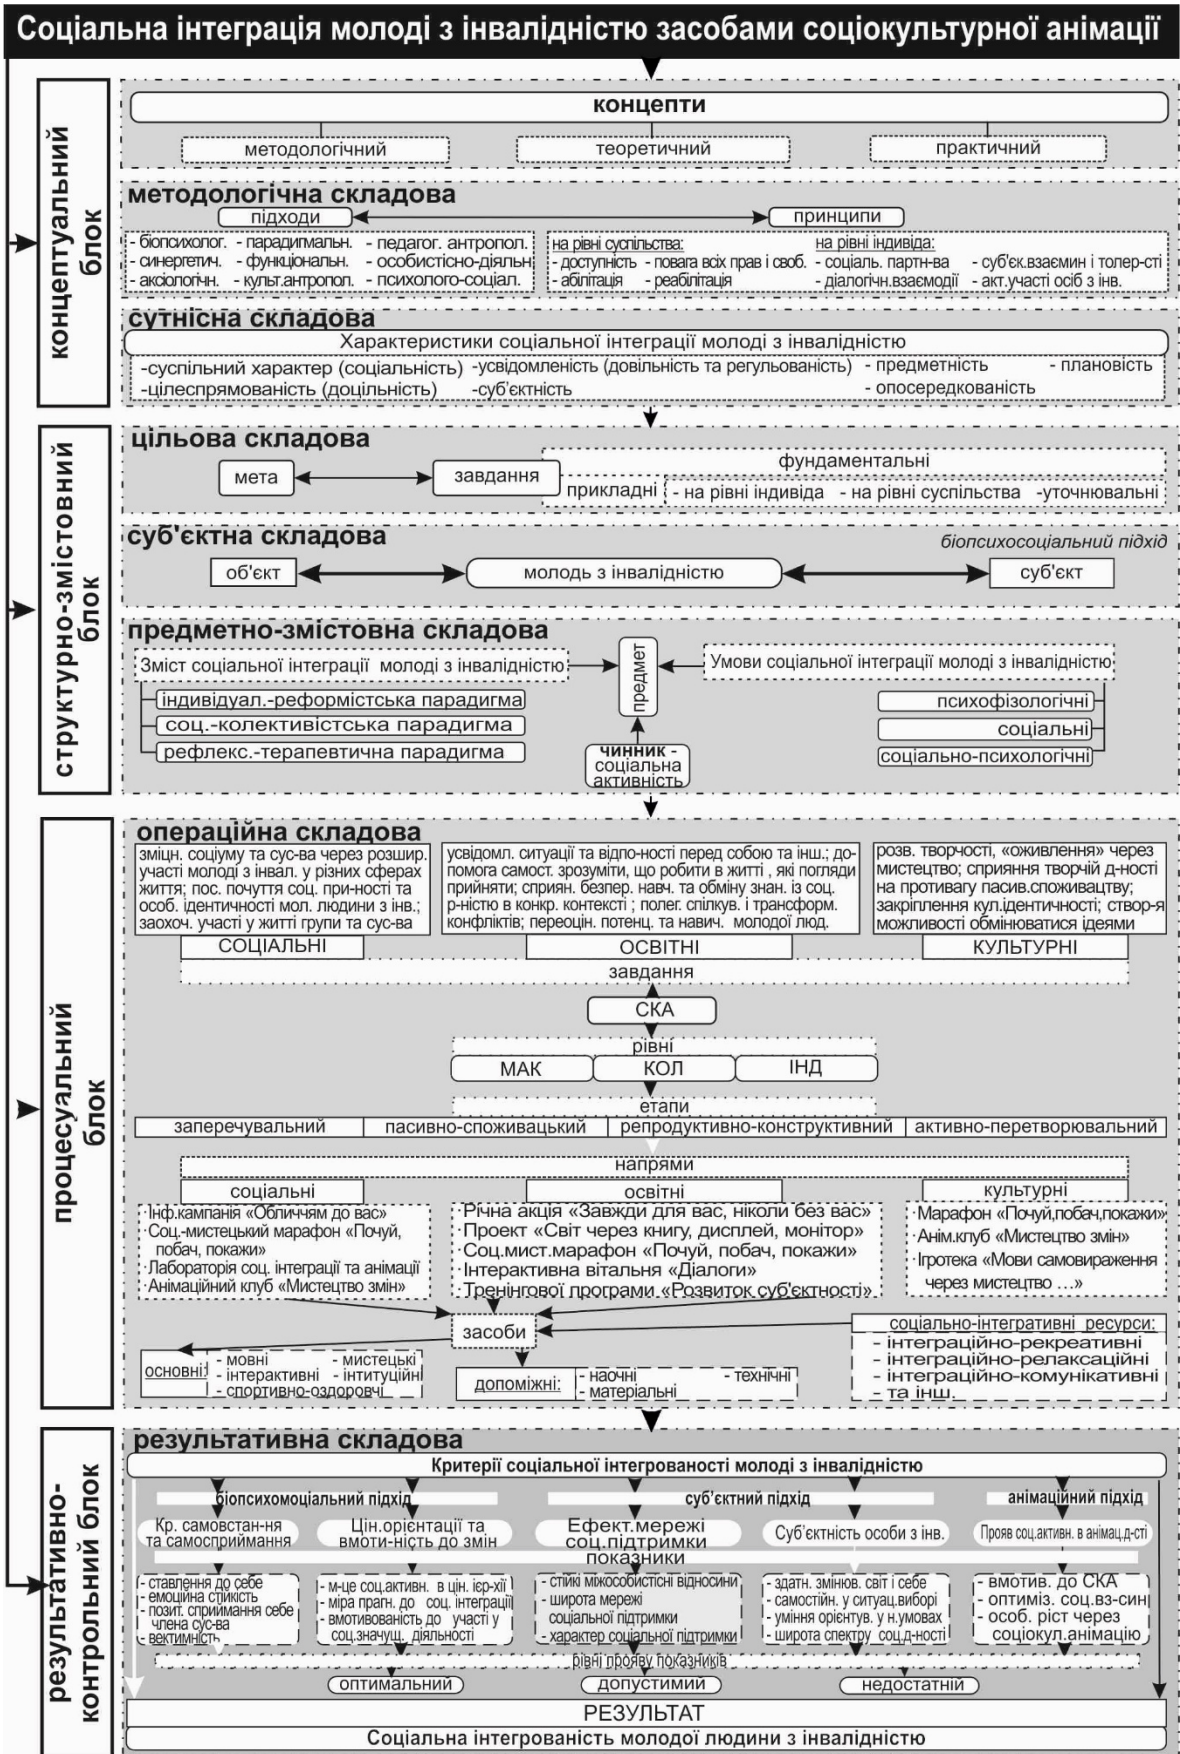 Соціальна інтеграція молоді з інвалідністю засобами соціокультурної анімації
концептуальний блок
концепти
методологічний
теоретичний
практичний
методологічна складова
підходи
принципи
- біопсихолог. - парадигмальн. - педагог. антропол.
- синергетич. - функціональн. - особистісно-діяльн
- аксіологічн. - культ.антропол. - психолого-соціал.
на рівні суспільства:
- доступність - повага всіх прав і своб.
- абілітація - реабілітація
на рівні індивіда:
- соціаль. партн-ва - суб'єк.взаємин і толер-сті
- діалогічн.взаємодії - акт.участі осіб з інв.
сутнісна складова
Характеристики соціальної інтеграції молоді з інвалідністю
-суспільний характер (соціальність) -усвідомленість (довільність та регульованість) - предметність - плановість
-цілеспрямованість (доцільність) -суб'єктність - опосередкованість
структурно-змістовний блок
цільова складова
мета
завдання
фундаментальні
прикладні
- на рівні індивіда - на рівні суспільства -уточнювальні
суб'єктна складова
біопсихосоціальний підхід
об'єкт
молодь з інвалідністю
суб'єкт
предметно-змістовна складова
Зміст соціальної інтеграції молоді з інвалідністю
предмет
Умови соціальної інтеграції молоді з інвалідністю
індивідуал.-реформістська парадигма
соц.-колективістська парадигма
рефлекс.-терапевтична парадигма
психофізологічні
соціальні
соціально-психологічні
чинник -
соціальна
активність
процесуальний блок
операційна складова
зміцн. соціуму та сус-ва через розшир.
участі молоді з інвал. у різних сферах
життя; пос. почуття соц. при-ності та
особ. ідентичності мол. людини з інв.;
заохоч. участі у житті групи та сус-ва
СОЦІАЛЬНІ
усвідомл. ситуації та відпо-ності перед собою та інш.; до-
помога самост. зрозуміти, що робити в житті , які погляди
прийняти; сприян. безпер. навч. та обміну знан. із соц.
р-ністю в конкр. контексті ; полег. спілкув. і трансформ.
конфліктів; переоцін. потенц. та навич. молодої люд.
ОСВІТНІ
розв. творчості, «оживлення» через
мистецтво; сприяння творчій д-ності
на противагу пасив.споживацтву;
закріплення кул.ідентичності; створ-я
можливості обмінюватися ідеями
КУЛЬТУРНІ
завдання
СКА
рівні
МАК
КОЛ
ІНД
етапи
заперечувальний
пасивно-споживацький
репродуктивно-конструктивний
активно-перетворювальний
напрями
соціальні
освітні
культурні
·Інф.кампанія «Обличчям до вас»
·Соц.-мистецький марафон «Почуй,
побач, покажи»
·Лабораторія соц. інтеграції та анімації
·Анімаційний клуб «Мистецтво змін»
·Річна акція «Завжди для вас, ніколи без вас»
·Проект «Світ через книгу, дисплей, монітор»
·Соц.мист.марафон «Почуй, побач, покажи»
·Інтерактивна вітальня «Діалоги»
·Тренінгової програми «Розвиток суб'єктності»
·Марафон «Почуй,побач,покажи»
·Анім.клуб «Мистецтво змін»
·Ігротека «Мови самовираження
через мистецтво ...»
засоби
соціально-інтегративні ресурси:
- інтеграційно-рекреативні
- інтеграційно-релаксаційні
- інтеграційно-комунікативні
- та інш.
основні:
- мовні - мистецькі
- інтерактивні - інтитуційні
- спортивно-оздоровчі
допоміжні:
- наочні - технічні
- матеріальні
результативно-контрольний блок
результативна складова
Критерії соціальної інтегрованості молоді з інвалідністю
біопсихомоціальний підхід
суб'єктний підхід
анімаційний підхід
Кр. самовстан-ня
та самосприймання
Цін.орієнтації та
вмоти-ність до змін
Ефект.мережі
соц.підтримки
Суб'єктність особи з інв.
Прояв соц.активн. в анімац.д-сті
показники
- ставлення до себе
емоційна стійкість
- позит. сприймання себе
члена сус-ва
- вектимність
- м-це соц.активн. в цін. ієр-хії
- міра прагн. до соц. інтеграції
- вмотивованість до участі у
соц.значущ. діяльності
- стійкі міжособистісні відносини
- широта мережі
соціальної підтримки
- характер соціальної підтримки
- здатн. змінюв. світ і себе
- самостійн. у ситуац.виборі
- уміння орієнтув. у н.умовах
- широта спектру соц.д-ності
- вмотив. до СКА
- оптиміз. соц.вз-син
- особ. ріст через
соціокул.анімацію
рівні прояву показників
оптимальний
допустимий
недостатній
РЕЗУЛЬТАТ
Соціальна інтегрованість молодої людини з інвалідністю